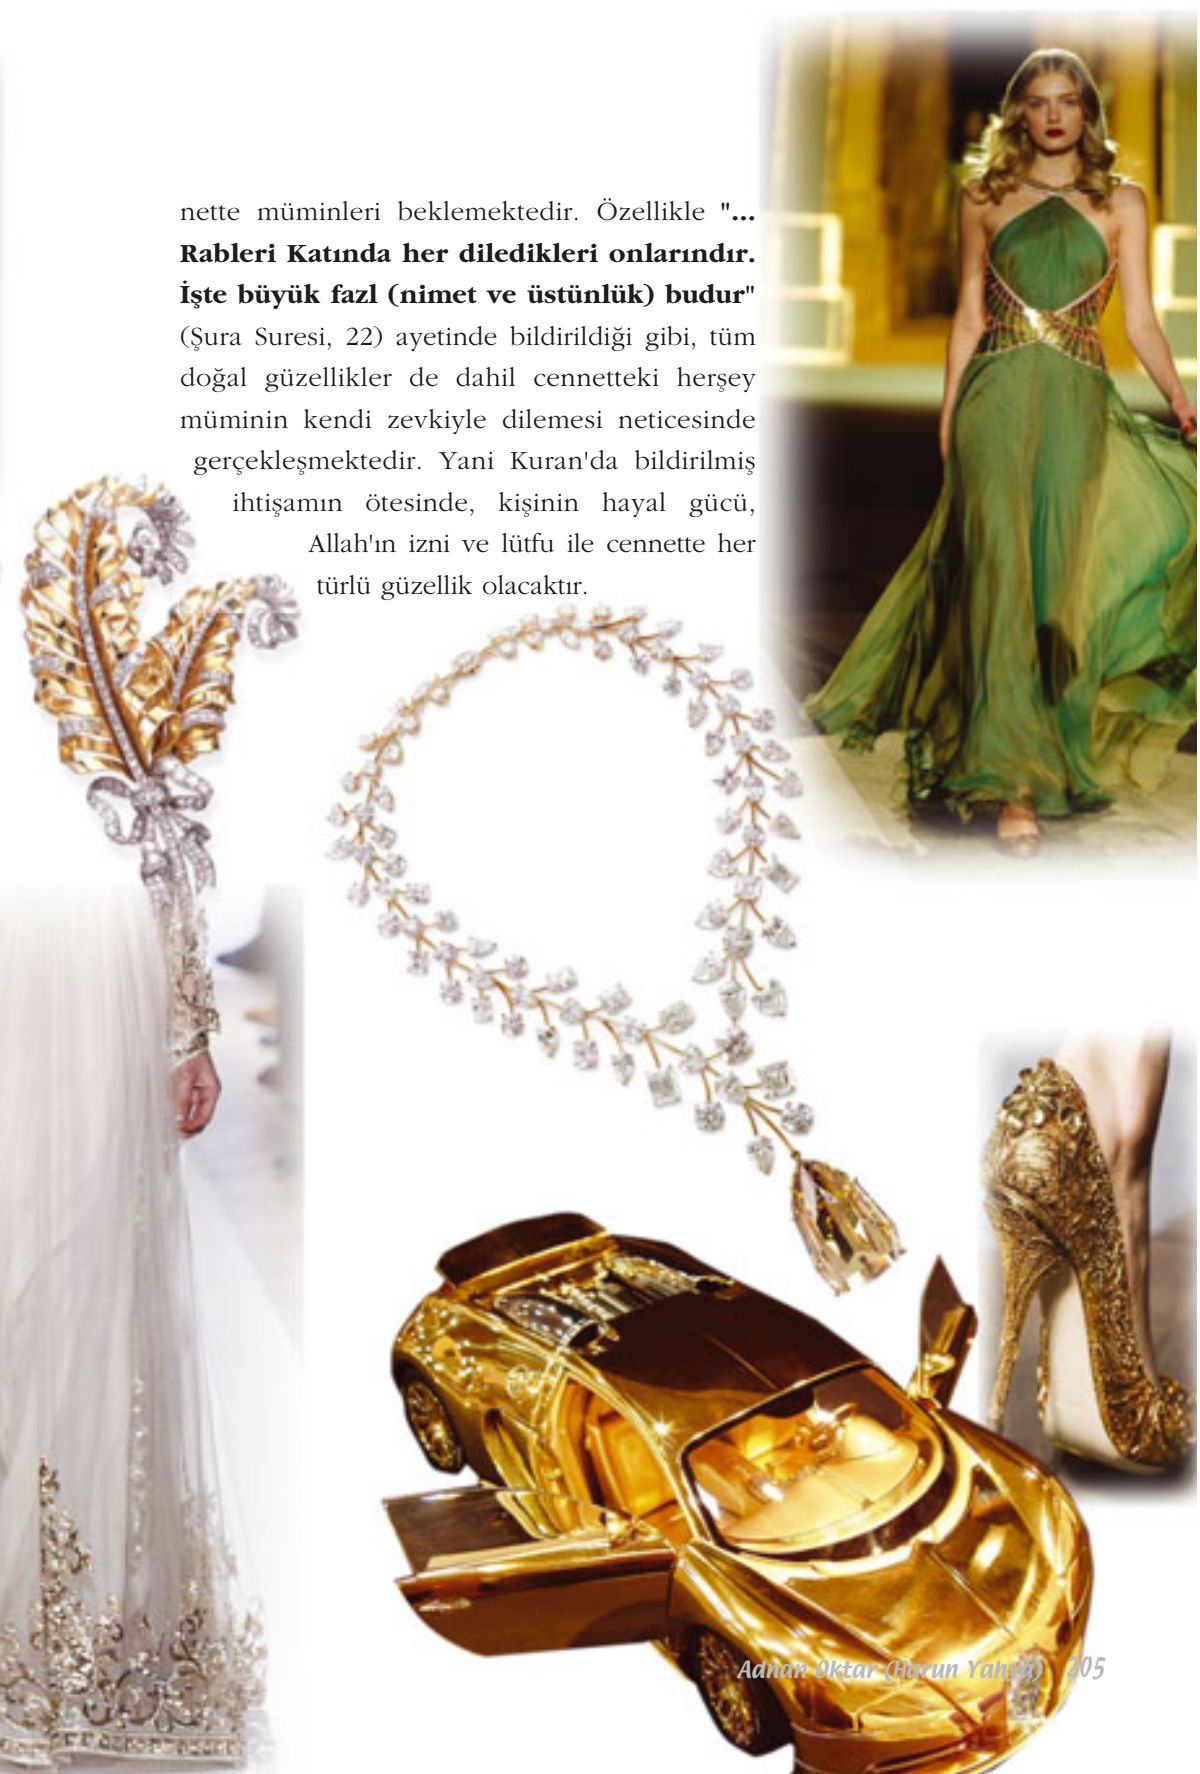 nette müminleri beklemektedir. Özellikle "...
Rableri Katında her diledikleri onlarındır.
İşte büyük fazl (nimet ve üstünlük) budur"
(Şura Suresi, 22) ayetinde bildirildiği gibi, tüm
doğal güzellikler de dahil cennetteki herşey
müminin kendi zevkiyle dilemesi neticesinde
gerçekleşmektedir. Yani Kuran'da bildirilmiş
ihtişamın ötesinde, kişinin hayal gücü,
Allah'ın izni ve lütfu ile cennette her
türlü güzellik olacaktır.
Adnan Oktar (Harun Yahya) 205